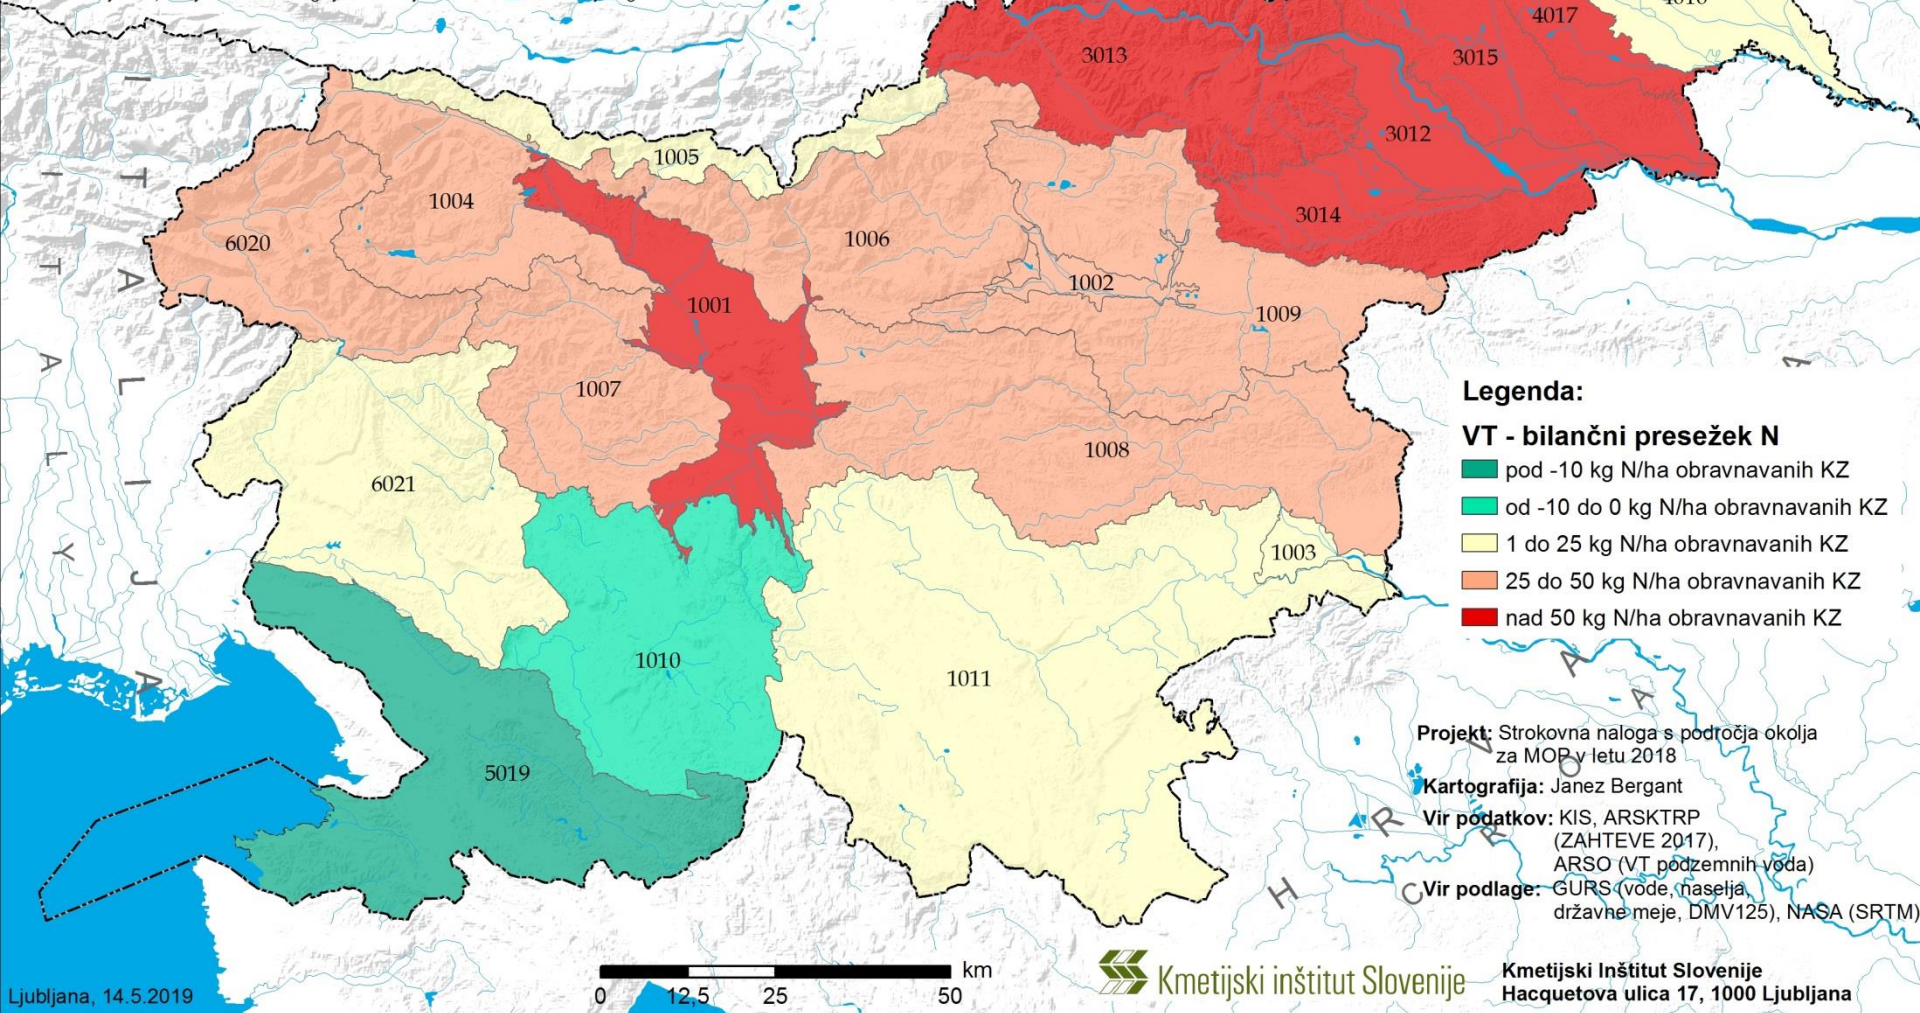 4016
4017
3013
3015
3012
1005
3014
1004
6020
1006
1002
1001
1009
1007
1008
6021
1003
1010
1011
5019
I T A L I J A
I T A L Y
H R V A
C R O A
Legenda:
VT - bilančni presežek N
pod -10 kg N/ha obravnavanih KZ
od -10 do 0 kg N/ha obravnavanih KZ
1 do 25 kg N/ha obravnavanih KZ
25 do 50 kg N/ha obravnavanih KZ
nad 50 kg N/ha obravnavanih KZ
Projekt: Strokovna naloga s področja okolja
za MOP v letu 2018
Kartografija: Janez Bergant
Vir podatkov: KIS, ARSKTRP
(ZAHTEVE 2017),
ARSO (VT podzemnih voda)
Vir podlage: GURS (vode, naselja,
državne meje, DMV125), NASA (SRTM)
km
0 12,5 25 50
Ljubljana, 14.5.2019
Kmetijski inštitut Slovenije
Kmetijski Inštitut Slovenije
Hacquetova ulica 17, 1000 Ljubljana